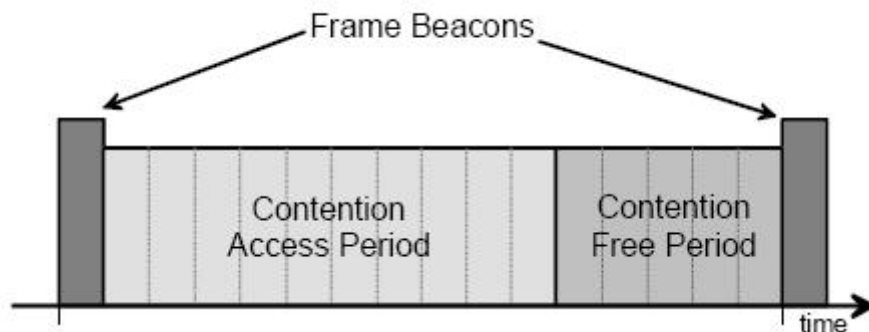 Frame Beacons
Contention
Access Period
Contention
Free Period
time